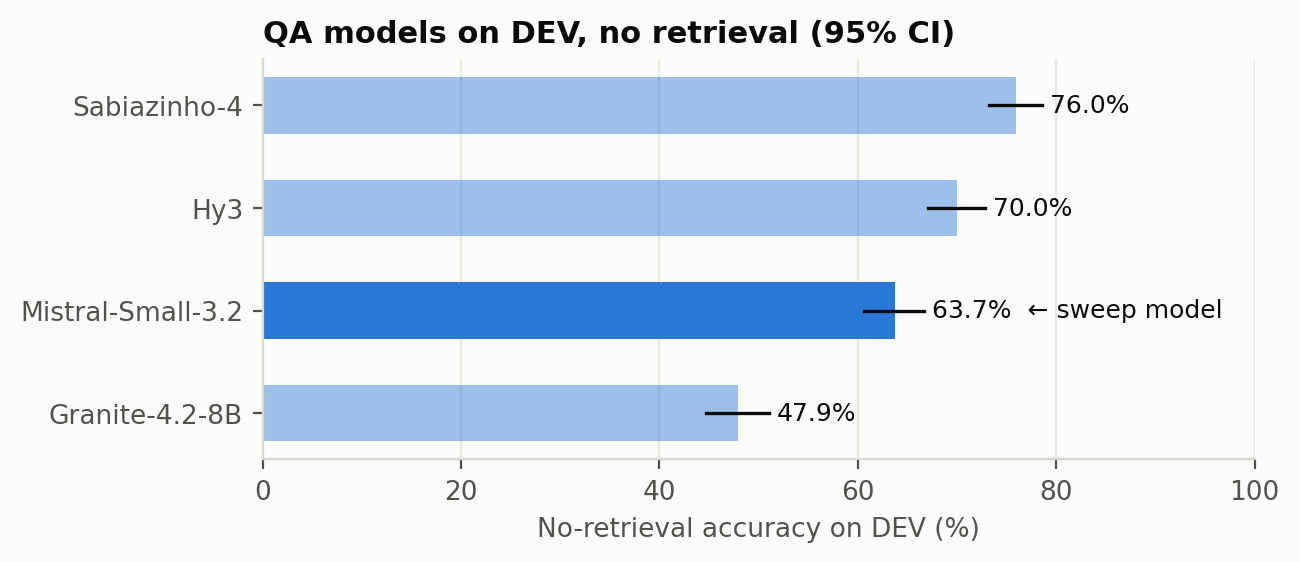 QA models on DEV, no retrieval (95% CI)
Sabiazinho-4 76.0%
Hy3 70.0%
Mistral-Small-3.2 63.7% ← sweep model
Granite-4.2-8B 47.9%
0 20 40 60 80 100
No-retrieval accuracy on DEV (%)